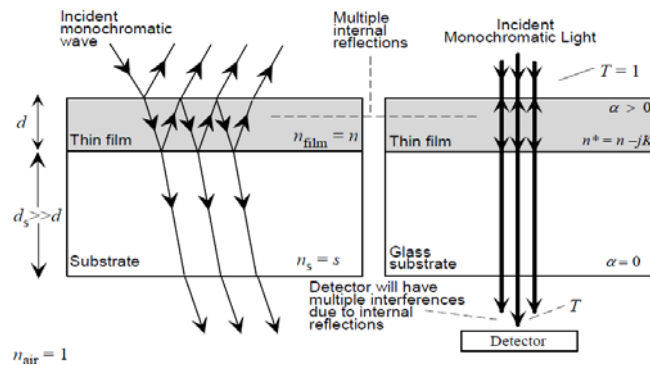 Incident
monochromatic
wave
Multiple
internal
reflections
Incident
Monochromatic Light
T = 1
d
Thin film
n_film = n
α > 0
Thin film
n* = n – jK
d_s>>d
Substrate
n_s = s
Glass
substrate
α = 0
Detector will have
multiple interferences
due to internal
reflections
T
Detector
n_air = 1